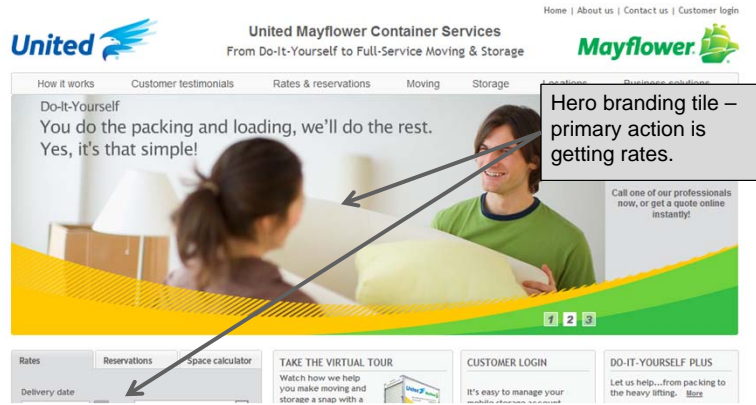 Home | About us | Contact us | Customer login
United
United Mayflower Container Services
From Do-It-Yourself to Full-Service Moving & Storage
Mayflower
How it works Customer testimonials Rates & reservations Moving Storage Locations Business solutions
Do-It-Yourself
You do the packing and loading, we'll do the rest.
Yes, it's that simple!
Hero branding tile –
primary action is
getting rates.
Call one of our professionals
now, or get a quote online
instantly!
1 2 3
Rates Reservations Space calculator
Delivery date
TAKE THE VIRTUAL TOUR
Watch how we help
you make moving and
storage a snap with a
CUSTOMER LOGIN
It's easy to manage your
mobile storage account
DO-IT-YOURSELF PLUS
Let us help...from packing to
the heavy lifting. More